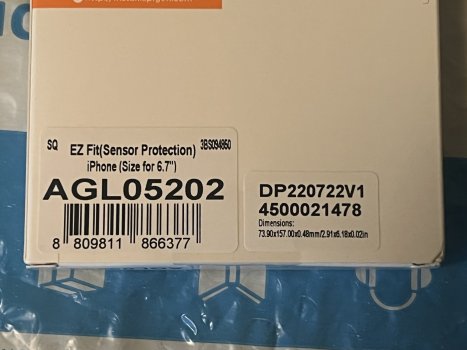 SQ EZ Fit(Sensor Protection) 3BS094860
iPhone (Size for 6.7")
AGL05202
8 809811 866377
DP220722V1
4500021478
Dimensions:
73.90x157.00x0.48mm/2.91x6.18x0.02in